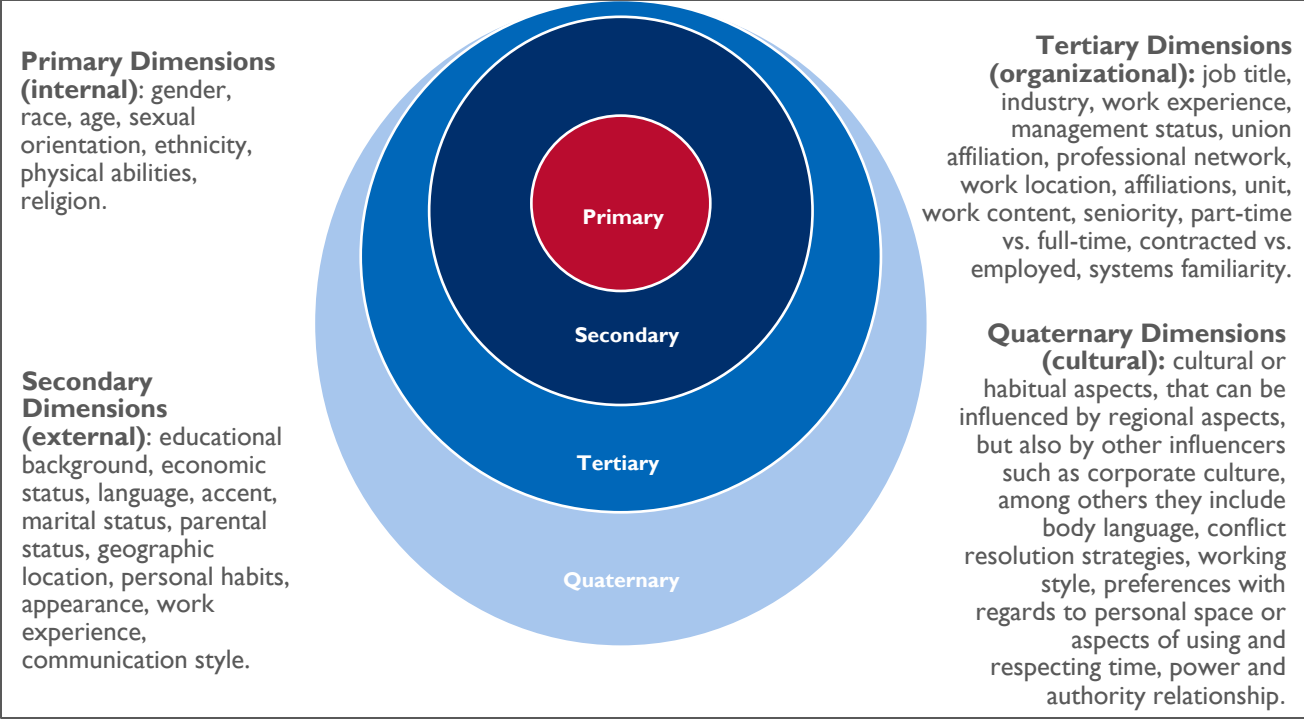 Primary Dimensions
(internal): gender,
race, age, sexual
orientation, ethnicity,
physical abilities,
religion.
Secondary
Dimensions
(external): educational
background, economic
status, language, accent,
marital status, parental
status, geographic
location, personal habits,
appearance, work
experience,
communication style.
Primary
Secondary
Tertiary
Quaternary
Tertiary Dimensions
(organizational): job title,
industry, work experience,
management status, union
affiliation, professional network,
work location, affiliations, unit,
work content, seniority, part-time
vs. full-time, contracted vs.
employed, systems familiarity.
Quaternary Dimensions
(cultural): cultural or
habitual aspects, that can be
influenced by regional aspects,
but also by other influencers
such as corporate culture,
among others they include
body language, conflict
resolution strategies, working
style, preferences with
regards to personal space or
aspects of using and
respecting time, power and
authority relationship.